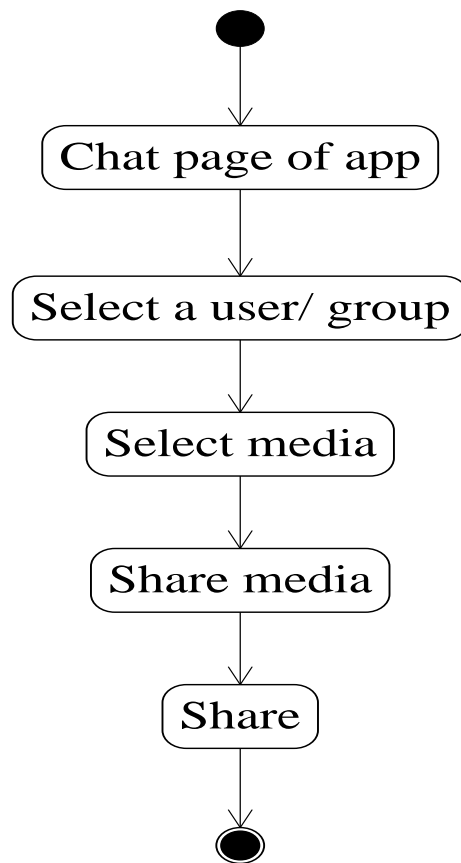 Chat page of app
Select a user/ group
Select media
Share media
Share